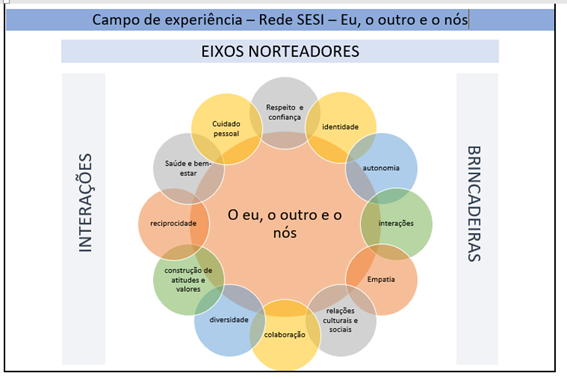 Campo de experiência – Rede SESI – Eu, o outro e o nós
EIXOS NORTEADORES
INTERAÇÕES
BRINCADEIRAS
O eu, o outro e o
nós
Respeito e
confiança
identidade
autonomia
interações
Empatia
relações
culturais e
sociais
colaboração
diversidade
construção de
atitudes e
valores
reciprocidade
Saúde e bem-
estar
Cuidado
pessoal